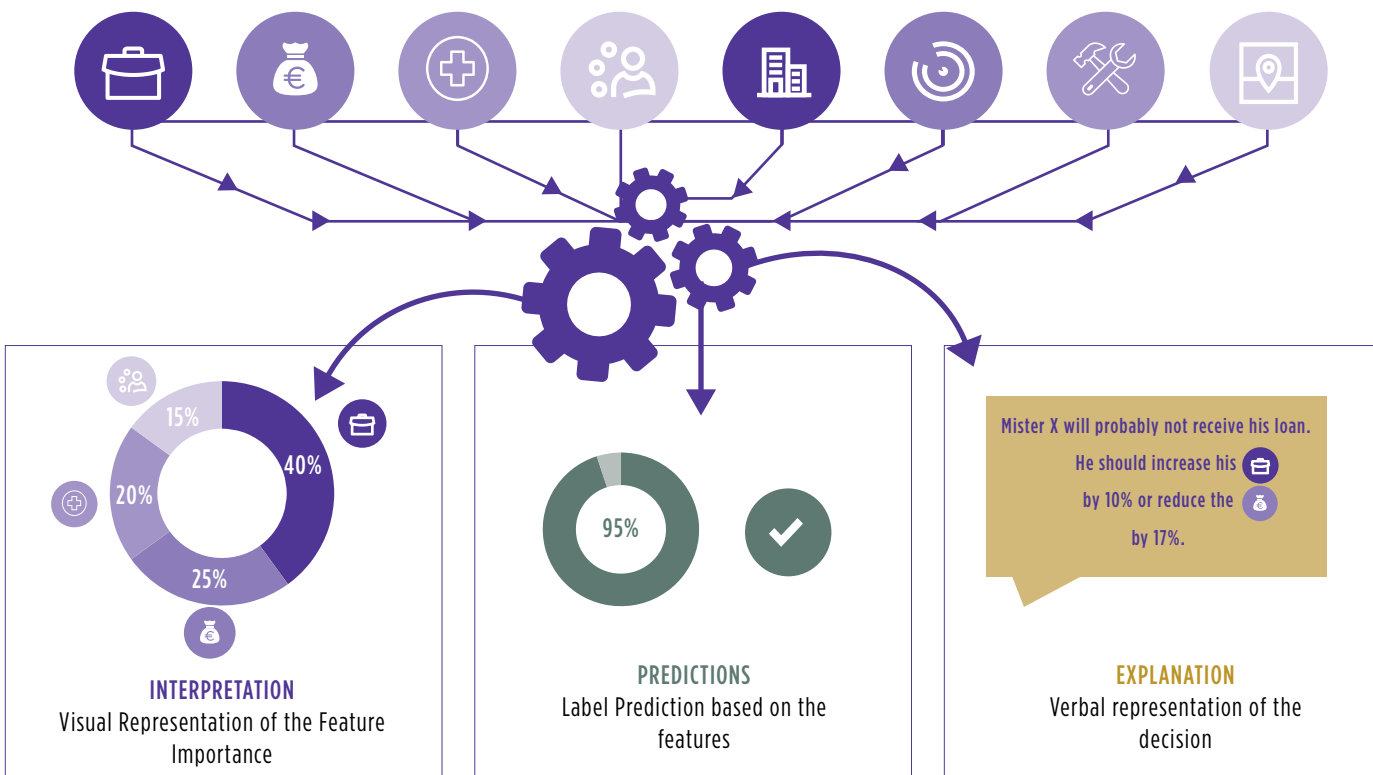 15%
40%
20%
25%
INTERPRETATION
Visual Representation of the Feature
Importance
95%
PREDICTIONS
Label Prediction based on the
features
Mister X will probably not receive his loan.
He should increase his
by 10% or reduce the
by 17%.
EXPLANATION
Verbal representation of the
decision